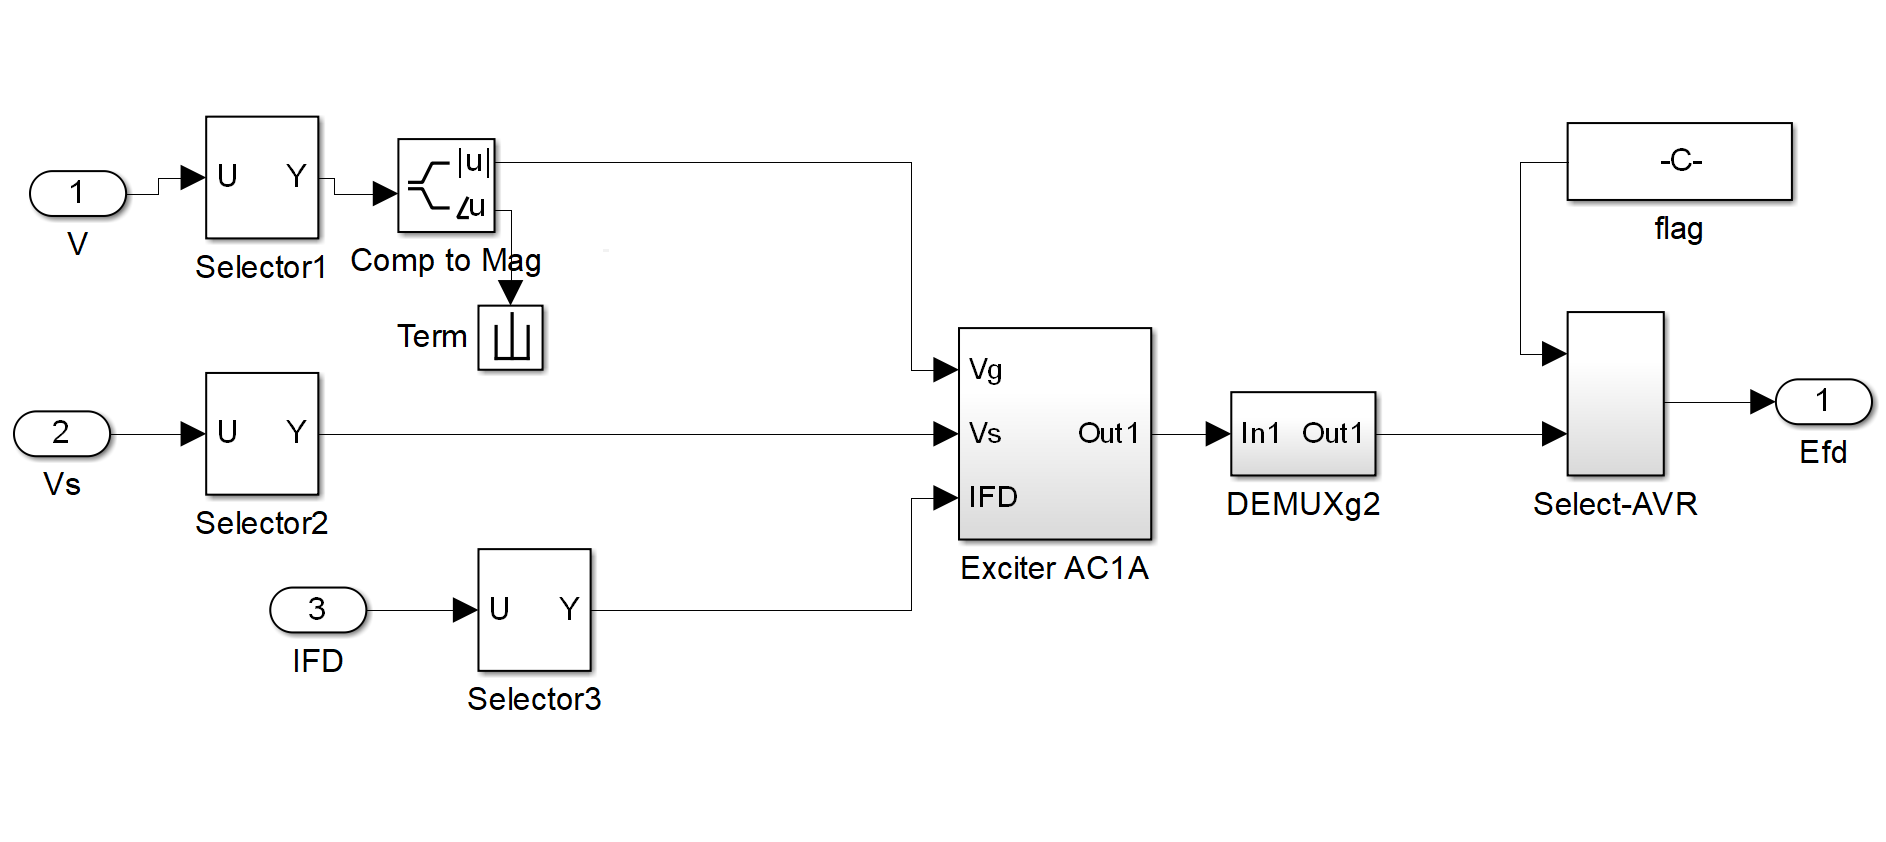 1
V
U Y
Selector1
|u|
∠u
Comp to Mag
Term
2
Vs
U Y
Selector2
3
IFD
U Y
Selector3
Vg
Vs
IFD
Out1
Exciter AC1A
In1 Out1
DEMUXg2
-C-
flag
Select-AVR
1
Efd